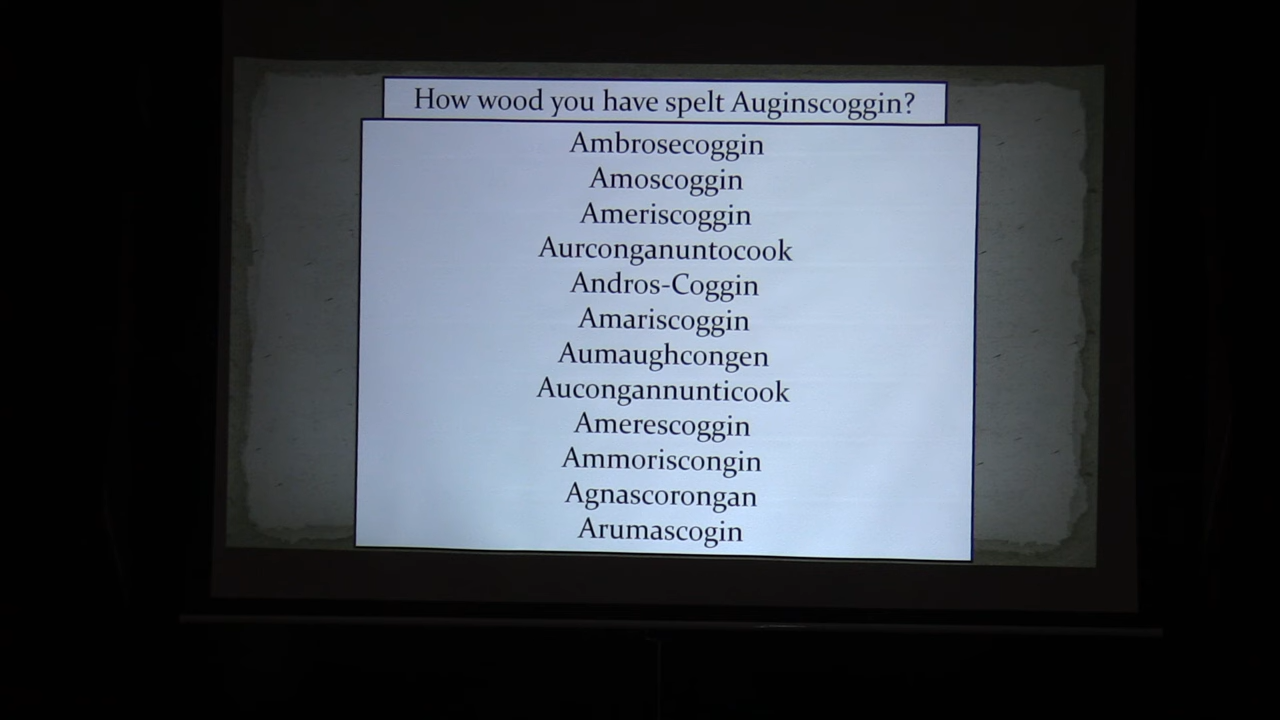 How wood you have spelt Auginscoggin?
Ambrosecoggin
Amoscoggin
Ameriscoggin
Aurconganuntocook
Andros-Coggin
Amariscoggin
Aumaughcongen
Aucongannunticook
Amerescoggin
Ammoriscongin
Agnascorongan
Arumascogin